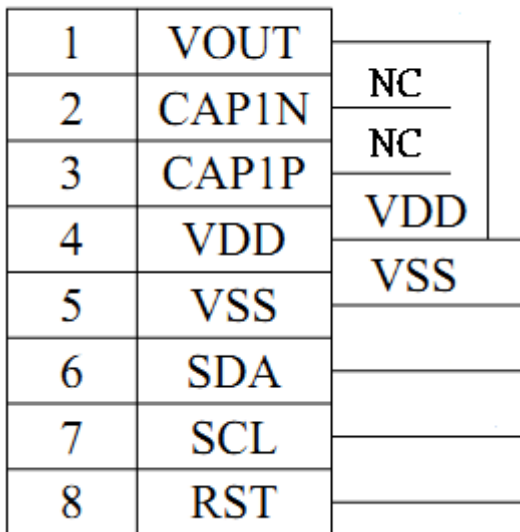 1 VOUT
NC
2 CAP1N
NC
3 CAP1P
VDD
4 VDD
VSS
5 VSS
6 SDA
7 SCL
8 RST